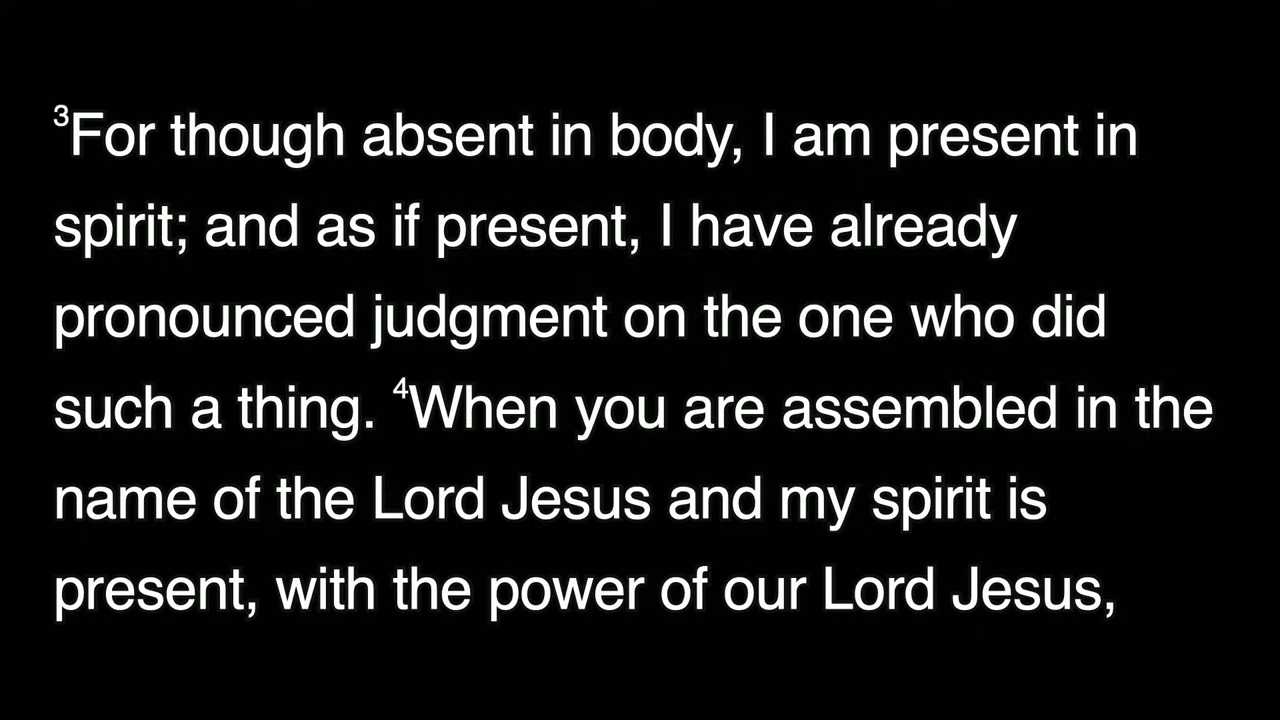 ³For though absent in body, I am present in
spirit; and as if present, I have already
pronounced judgment on the one who did
such a thing. ⁴When you are assembled in the
name of the Lord Jesus and my spirit is
present, with the power of our Lord Jesus,